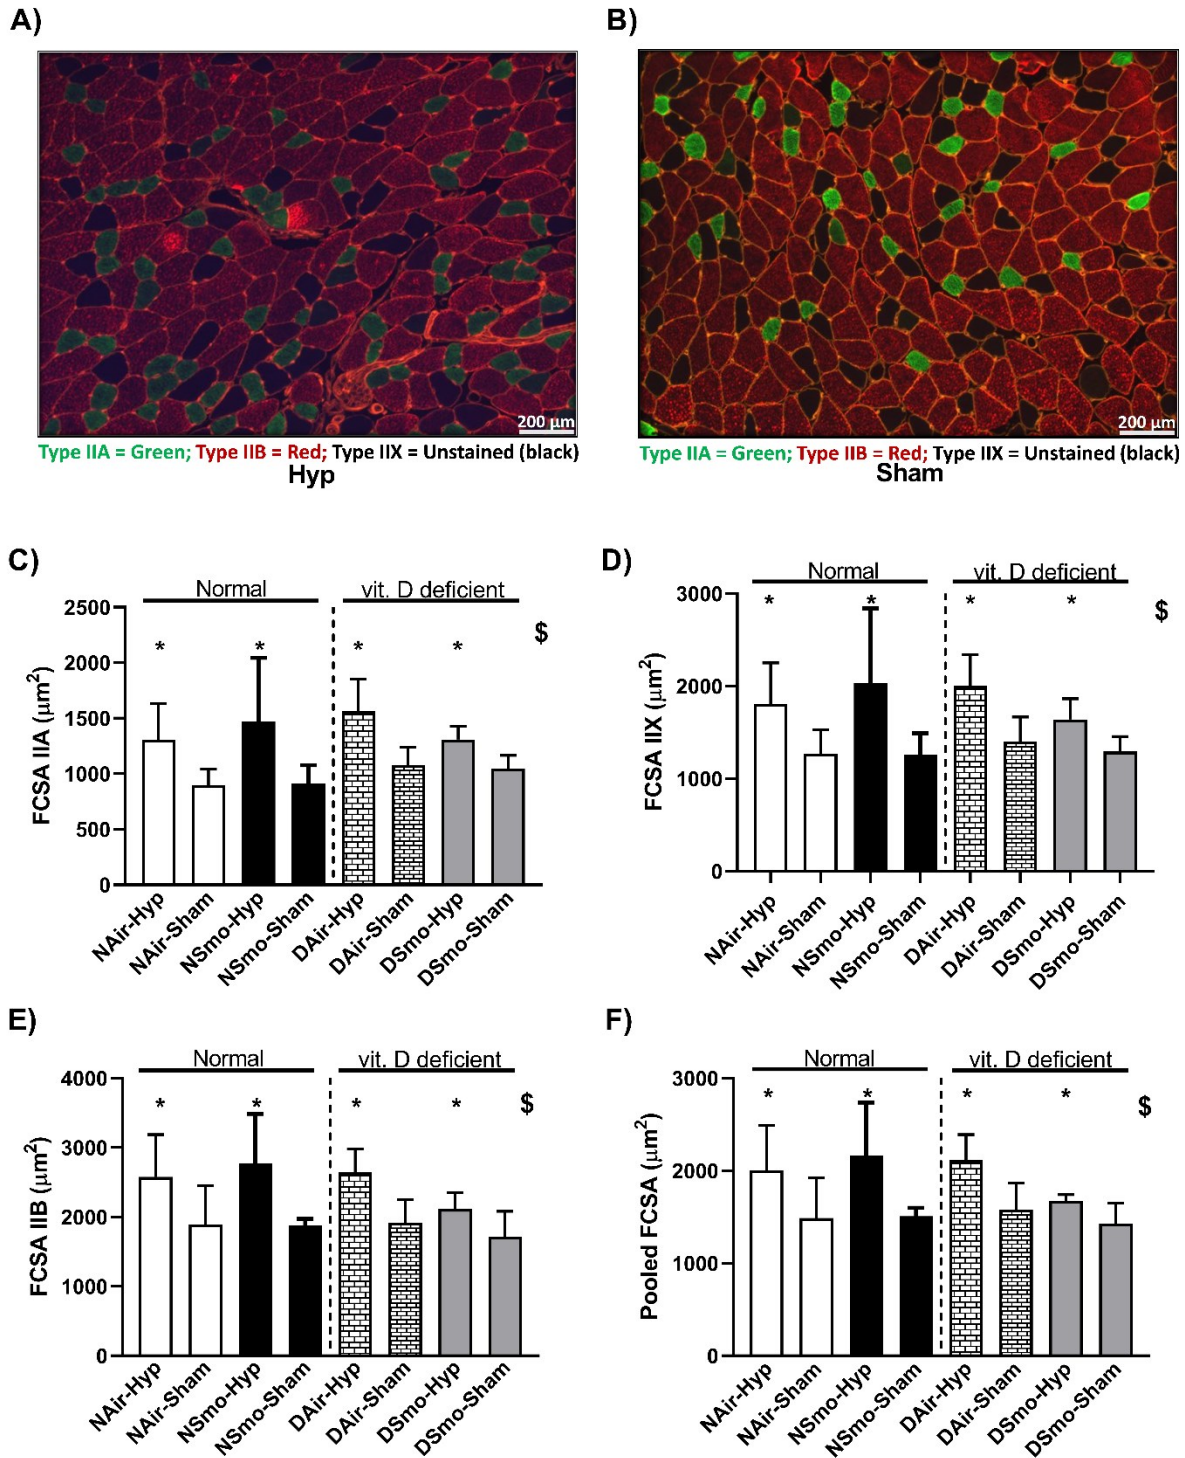 A)
200 µm
Type IIA = Green; Type IIB = Red; Type IIX = Unstained (black)
Hyp
B)
200 µm
Type IIA = Green; Type IIB = Red; Type IIX = Unstained (black)
Sham
C)
Normal
vit. D deficient
* * * *
$
FCSA IIA (µm²)
2500
2000
1500
1000
500
0
NAir-Hyp
NAir-Sham
NSmo-Hyp
NSmo-Sham
DAir-Hyp
DAir-Sham
DSmo-Hyp
DSmo-Sham
D)
Normal
vit. D deficient
* * * *
$
FCSA IIX (µm²)
3000
2000
1000
0
NAir-Hyp
NAir-Sham
NSmo-Hyp
NSmo-Sham
DAir-Hyp
DAir-Sham
DSmo-Hyp
DSmo-Sham
E)
Normal
vit. D deficient
* * * *
$
FCSA IIB (µm²)
4000
3000
2000
1000
0
NAir-Hyp
NAir-Sham
NSmo-Hyp
NSmo-Sham
DAir-Hyp
DAir-Sham
DSmo-Hyp
DSmo-Sham
F)
Normal
vit. D deficient
* * * *
$
Pooled FCSA (µm²)
3000
2000
1000
0
NAir-Hyp
NAir-Sham
NSmo-Hyp
NSmo-Sham
DAir-Hyp
DAir-Sham
DSmo-Hyp
DSmo-Sham